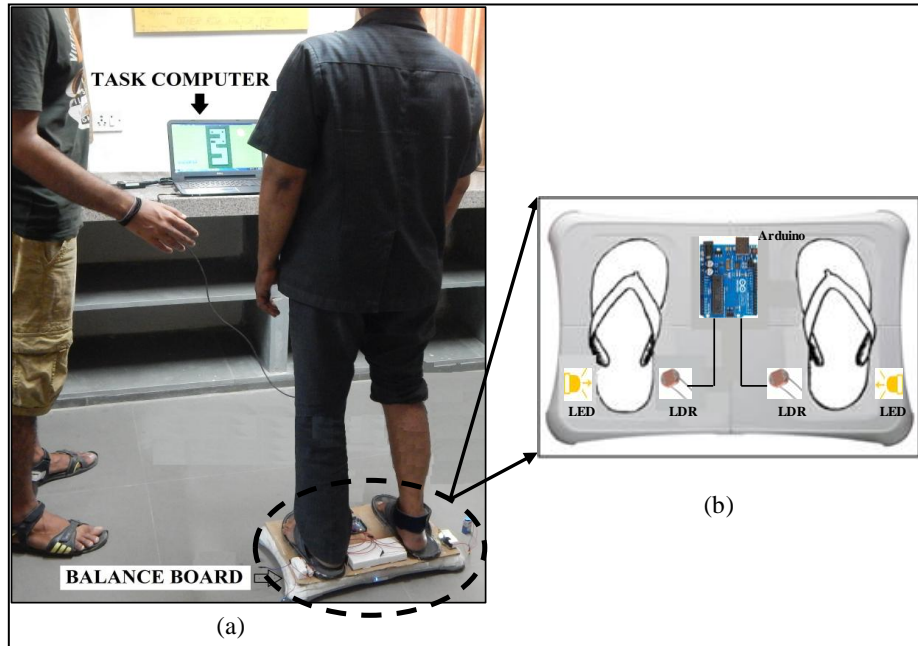 TASK COMPUTER
BALANCE BOARD
(a)
Arduino
LED
LDR
LDR
LED
(b)